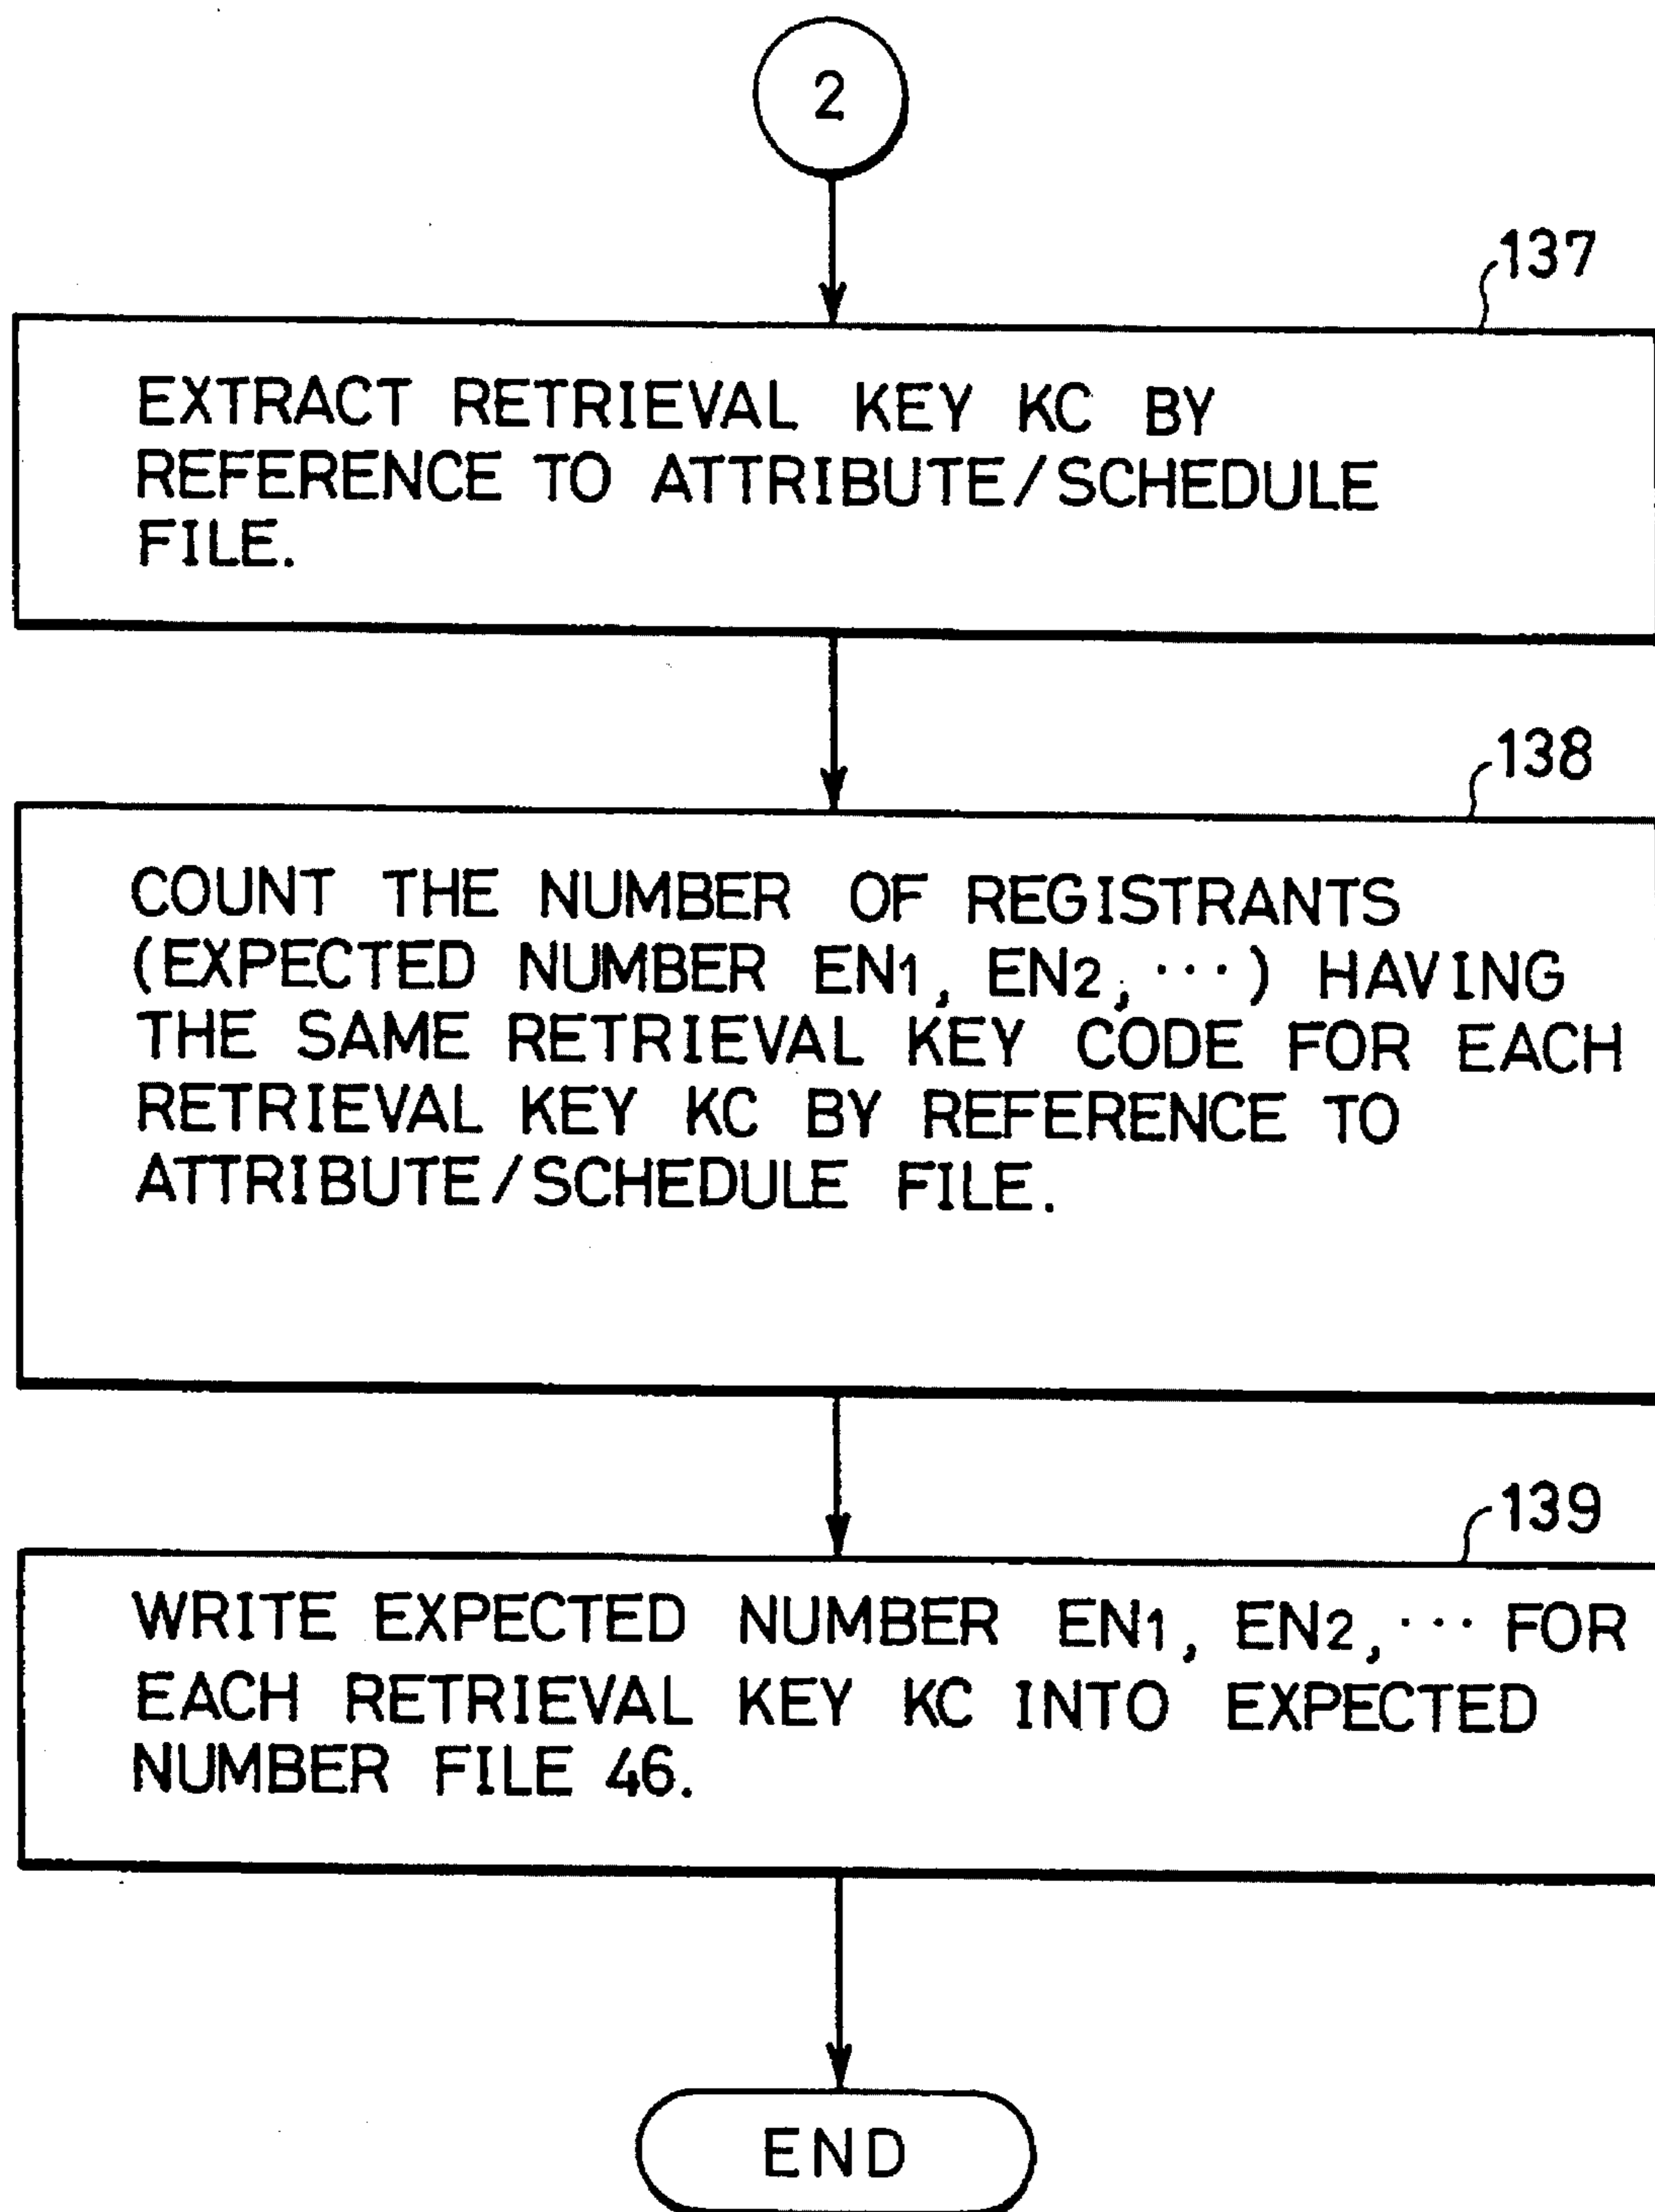 2
137
EXTRACT RETRIEVAL KEY KC BY
REFERENCE TO ATTRIBUTE/SCHEDULE
FILE.
138
COUNT THE NUMBER OF REGISTRANTS
(EXPECTED NUMBER EN1, EN2, ···) HAVING
THE SAME RETRIEVAL KEY CODE FOR EACH
RETRIEVAL KEY KC BY REFERENCE TO
ATTRIBUTE/SCHEDULE FILE.
139
WRITE EXPECTED NUMBER EN1, EN2, ··· FOR
EACH RETRIEVAL KEY KC INTO EXPECTED
NUMBER FILE 46.
END